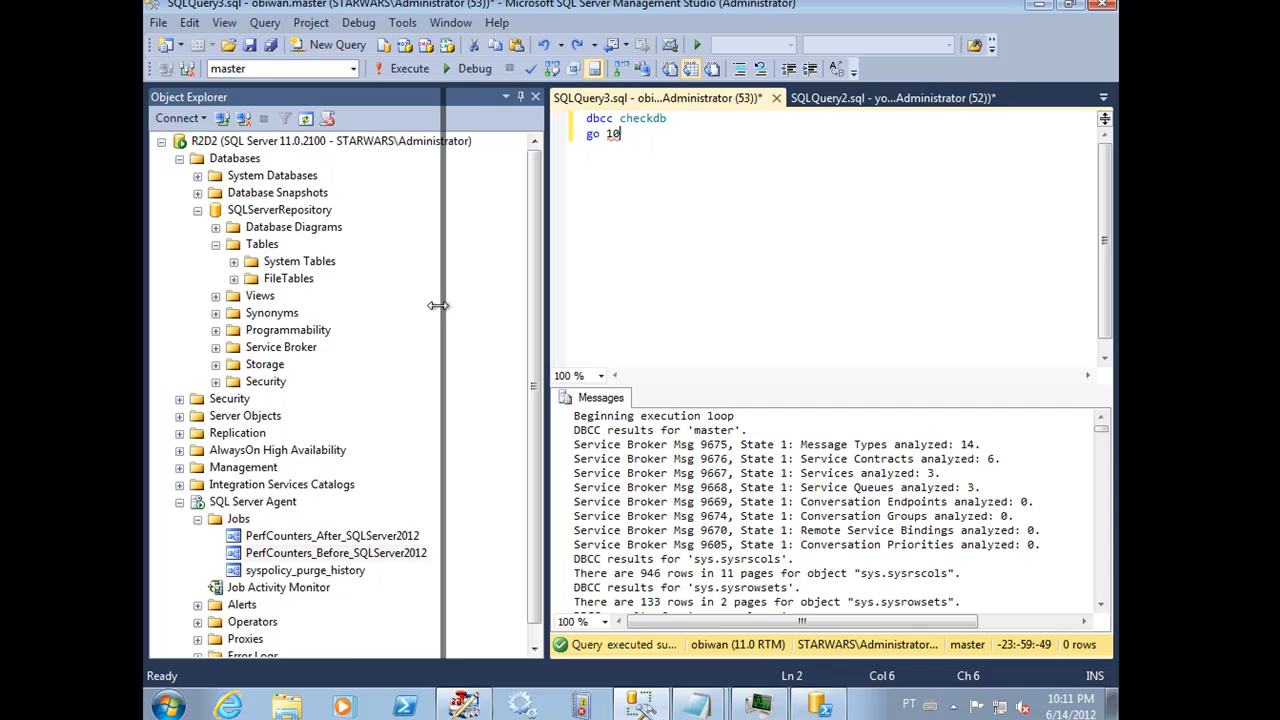 SQLQuery3.sql - obiwan.master (STARWARS\Administrator (53))* - Microsoft SQL Server Management Studio (Administrator)
File Edit View Query Project Debug Tools Window Help
New Query
master Execute Debug
Object Explorer
SQLQuery3.sql - obi...Administrator (53))* SQLQuery2.sql - yo...Administrator (52))*
Connect
dbcc checkdb
go 10
R2D2 (SQL Server 11.0.2100 - STARWARS\Administrator)
Databases
System Databases
Database Snapshots
SQLServerRepository
Database Diagrams
Tables
System Tables
FileTables
Views
Synonyms
Programmability
Service Broker
Storage
Security
Security
Server Objects
Replication
AlwaysOn High Availability
Management
Integration Services Catalogs
SQL Server Agent
Jobs
PerfCounters_After_SQLServer2012
PerfCounters_Before_SQLServer2012
syspolicy_purge_history
Job Activity Monitor
Alerts
Operators
Proxies
Error Logs
100 %
Messages
Beginning execution loop
DBCC results for 'master'.
Service Broker Msg 9675, State 1: Message Types analyzed: 14.
Service Broker Msg 9676, State 1: Service Contracts analyzed: 6.
Service Broker Msg 9667, State 1: Services analyzed: 3.
Service Broker Msg 9668, State 1: Service Queues analyzed: 3.
Service Broker Msg 9669, State 1: Conversation Endpoints analyzed: 0.
Service Broker Msg 9674, State 1: Conversation Groups analyzed: 0.
Service Broker Msg 9670, State 1: Remote Service Bindings analyzed: 0.
Service Broker Msg 9605, State 1: Conversation Priorities analyzed: 0.
DBCC results for 'sys.sysrscols'.
There are 946 rows in 11 pages for object "sys.sysrscols".
DBCC results for 'sys.sysrowsets'.
There are 133 rows in 2 pages for object "sys.sysrowsets".
100 %
Query executed su... obiwan (11.0 RTM) STARWARS\Administrator... master -23:-59:-49 0 rows
Ready Ln 2 Col 6 Ch 6 INS
PT 10:11 PM
6/14/2012